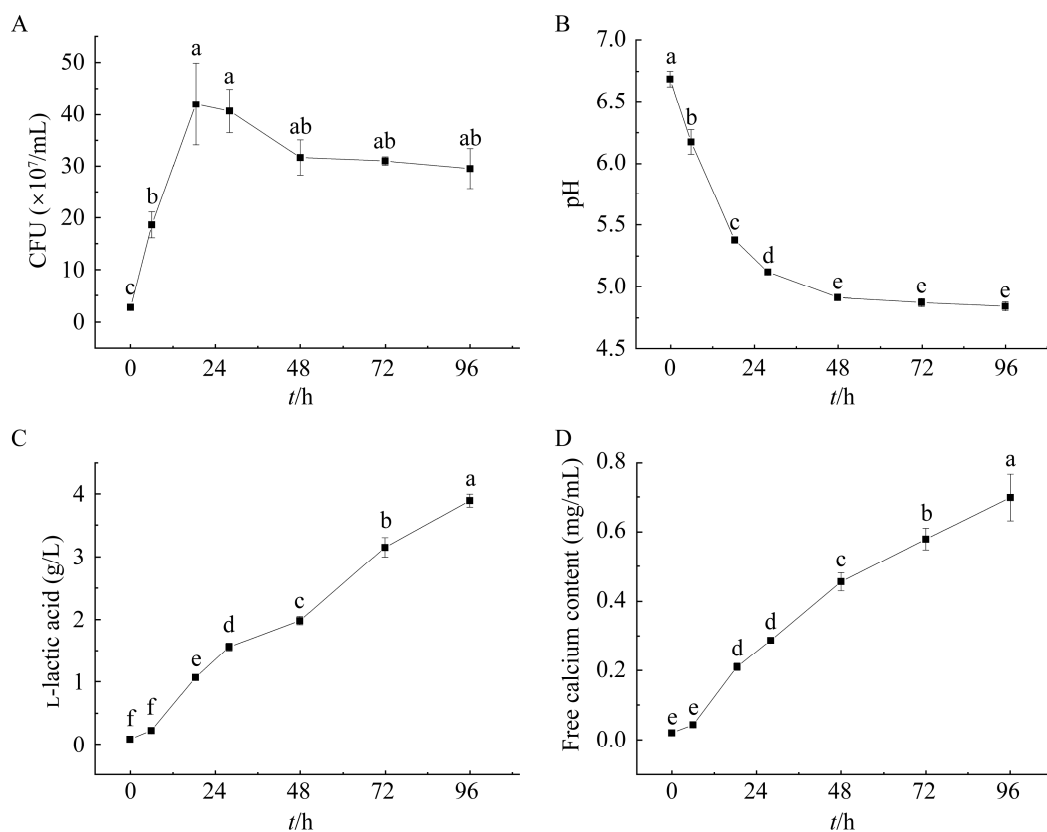 A
CFU (×10⁷/mL)
50
40
30
20
10
0
c
b
a
a
ab
ab
ab
0 24 48 72 96
t/h
B
pH
7.0
6.5
6.0
5.5
5.0
4.5
a
b
c
d
e
e
e
0 24 48 72 96
t/h
C
ʟ-lactic acid (g/L)
4
3
2
1
0
f
f
e
d
c
b
a
0 24 48 72 96
t/h
D
Free calcium content (mg/mL)
0.8
0.6
0.4
0.2
0.0
e
e
d
d
c
b
a
0 24 48 72 96
t/h